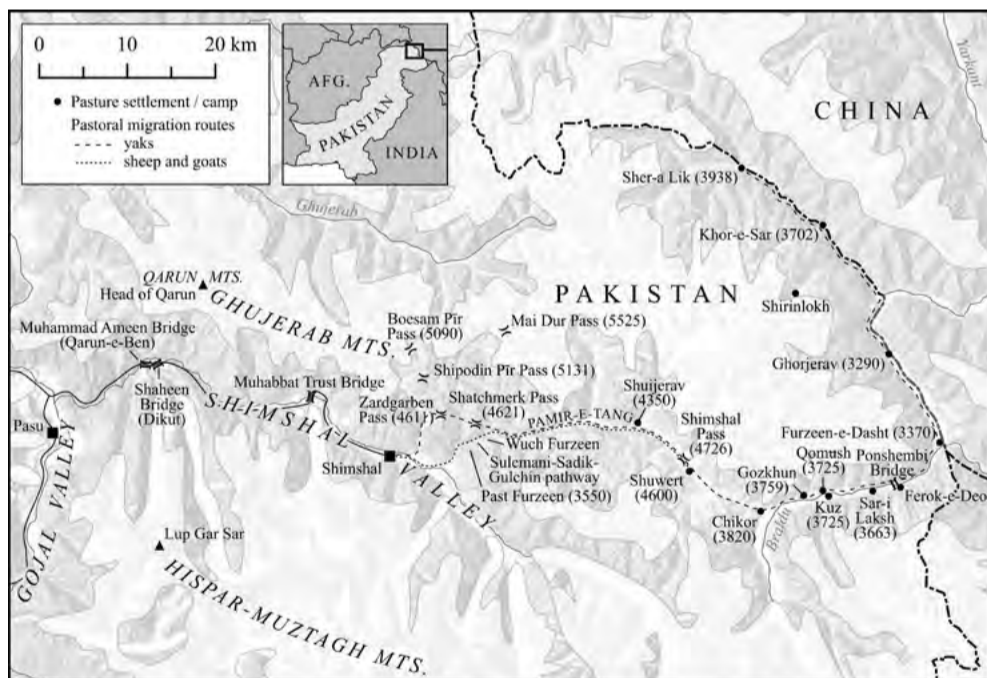 0 10 20 km
Pasture settlement / camp
Pastoral migration routes
yaks
sheep and goats
AFG.
PAKISTAN
INDIA
CHINA
Yarkant
Sher-a Lik (3938)
Ghujerab
Khor-e-Sar (3702)
QARUN MTS.
Head of Qarun
GHUJERAB MTS.
PAKISTAN
Shirinlokh
Boesam Pir
Pass (5090)
Mai Dur Pass (5525)
Muhammad Ameen Bridge
(Qarun-e-Ben)
Ghorjerav (3290)
Shipodin Pir Pass (5131)
Muhabbat Trust Bridge
Shaheen
Bridge
(Dikut)
Zardgarben
Pass (4611)
Shatchmerk Pass
(4621)
Shuijerav
(4350)
PAMIR-E-TANG
SHIMSHAL VALLEY
Pasu
Shimshal
Shimshal
Pass
(4726)
Furzeen-e-Dasht (3370)
Wuch Furzeen
Sulemani-Sadik-
Gulchin pathway
Past Furzeen (3550)
Qomush
(3725)
Ponshembi
Bridge
Gozkhun
(3759)
Shuwert
(4600)
Ferok-e-Deor
Chikor
(3820)
Kuz
(3725)
Sar-i
Laksh
(3663)
Braldu
GOJAL VALLEY
Lup Gar Sar
HISPAR-MUZTAGH MTS.